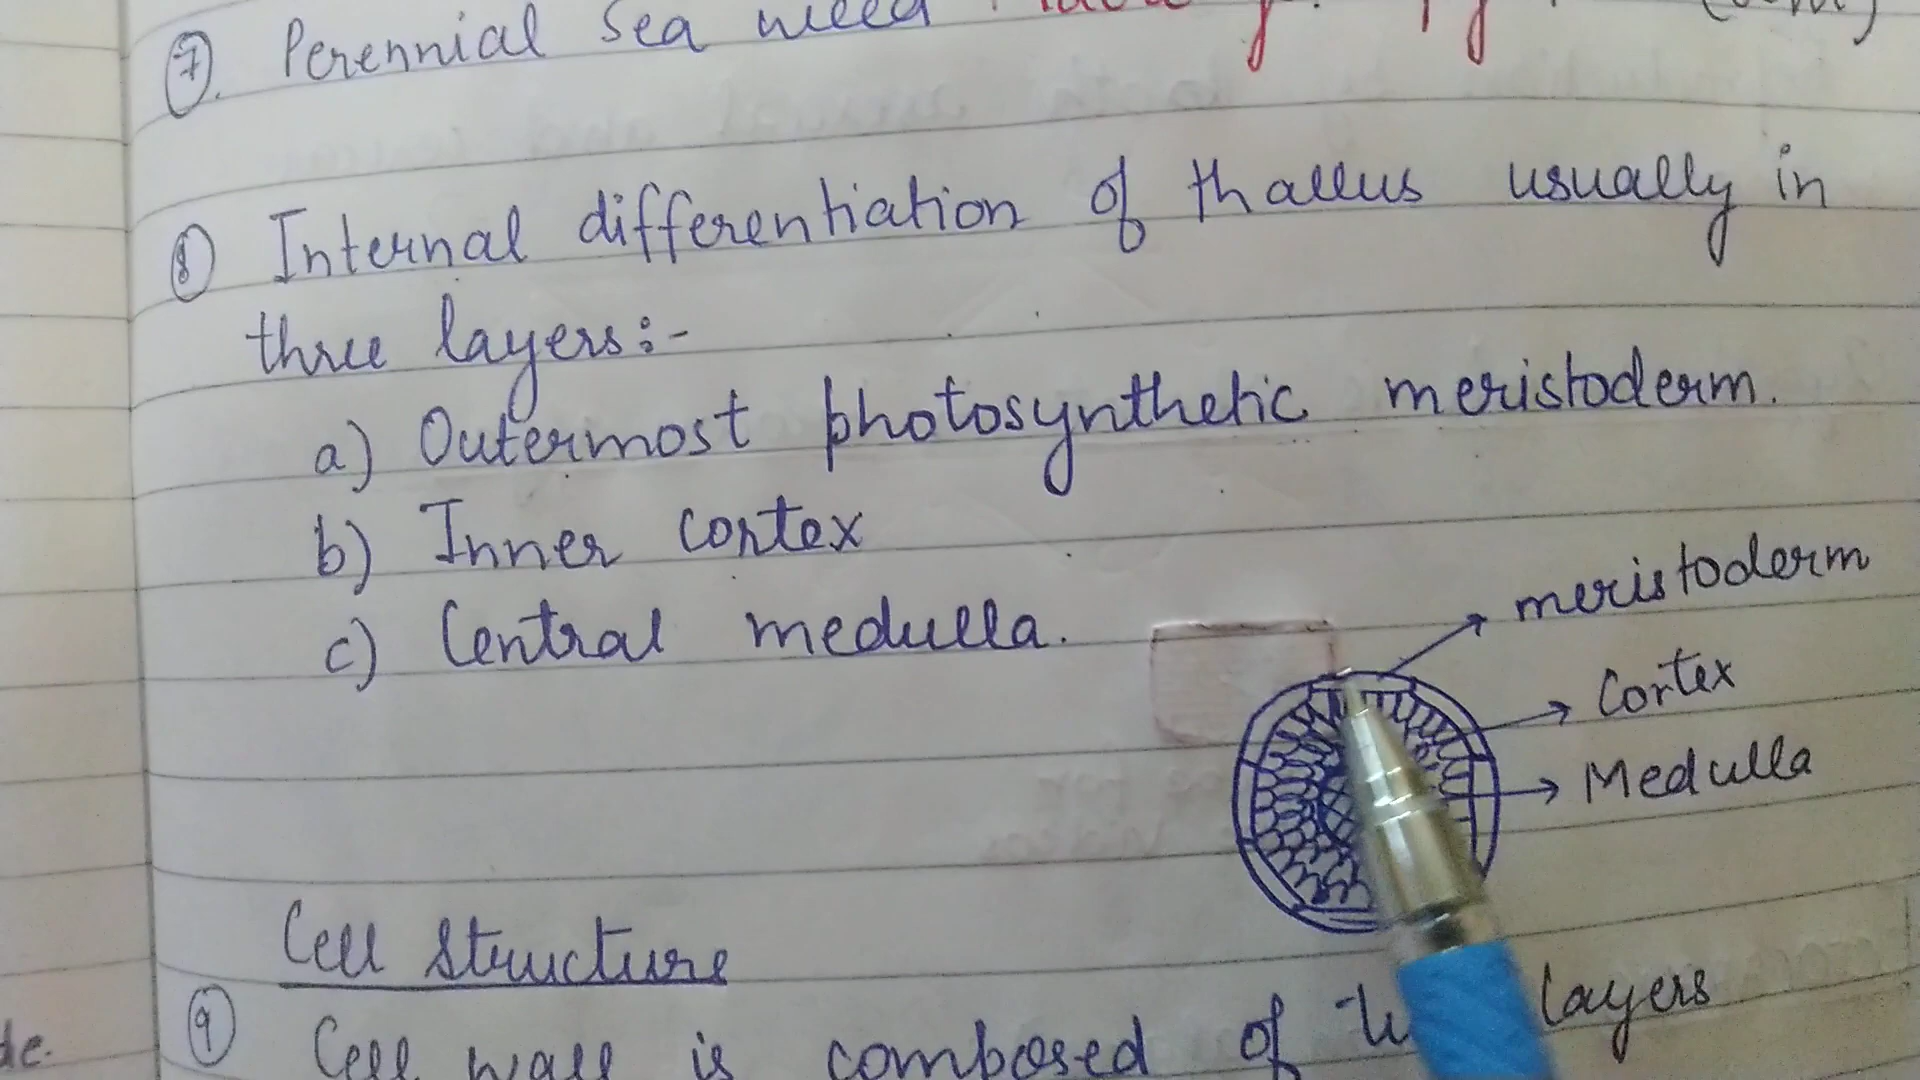 7. Perennial sea weed
8 Internal differentiation of thallus usually in
three layers:-
a) Outermost photosynthetic meristoderm.
b) Inner cortex
c) Central medulla.
meristoderm
Cortex
Medulla
Cell structure
9 Cell wall is composed of layers